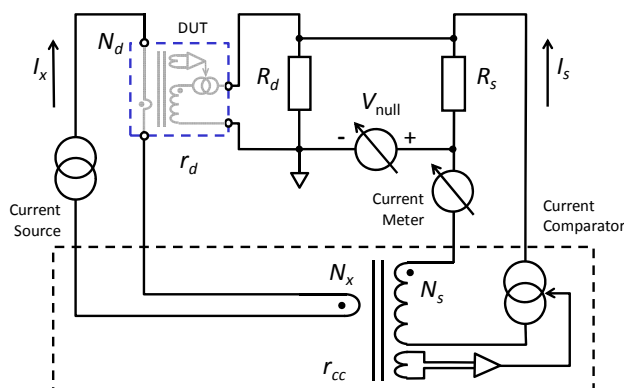 DUT
N_d
I_x
R_d
R_s
I_s
V_null
- +
r_d
Current
Source
Current
Meter
Current
Comparator
N_x
N_s
r_cc